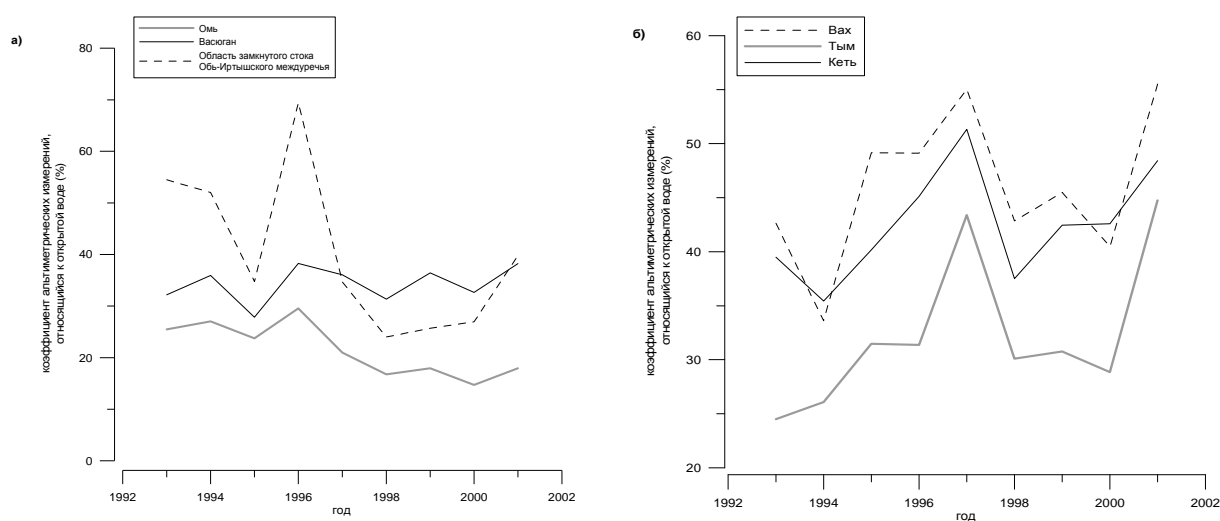 а)
Омь
Васюган
Область замкнутого стока
Обь-Иртышского междуречья
коэффициент альтиметрических измерений,
относящийся к открытой воде (%)
80
60
40
20
0
1992 1994 1996 1998 2000 2002
год
б)
Вах
Тым
Кеть
коэффициент альтиметрических измерений,
относящийся к открытой воде (%)
60
50
40
30
20
1992 1994 1996 1998 2000 2002
год